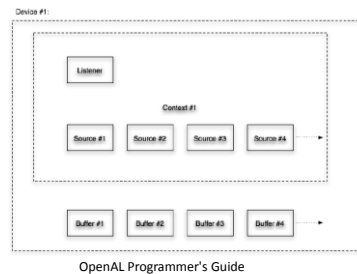 Device #1:
Listener
Context #1
Source #1 Source #2 Source #3 Source #4
Buffer #1 Buffer #2 Buffer #3 Buffer #4
OpenAL Programmer's Guide